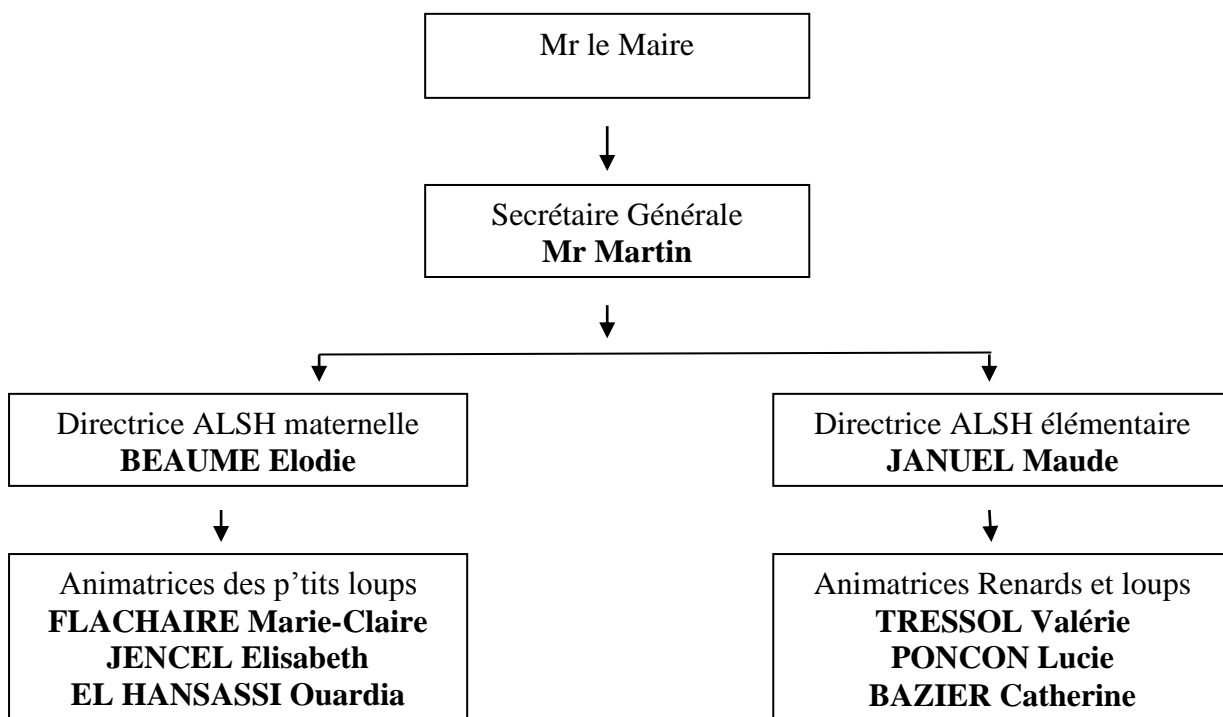 Mr le Maire
Secrétaire Générale
Mr Martin
Directrice ALSH maternelle
BEAUME Elodie
Directrice ALSH élémentaire
JANUEL Maude
Animatrices des p’tits loups
FLACHAIRE Marie-Claire
JENCEL Elisabeth
EL HANSASSI Ouardia
Animatrices Renards et loups
TRESSOL Valérie
PONCON Lucie
BAZIER Catherine